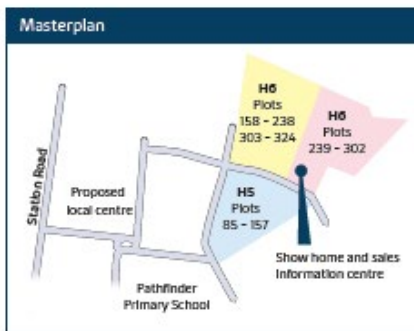 Masterplan
H6
Plots
158 - 238
303 - 324
H6
Plots
239 - 302
Station Road
Proposed
local centre
H5
Plots
85 - 157
Show home and sales
information centre
Pathfinder
Primary School